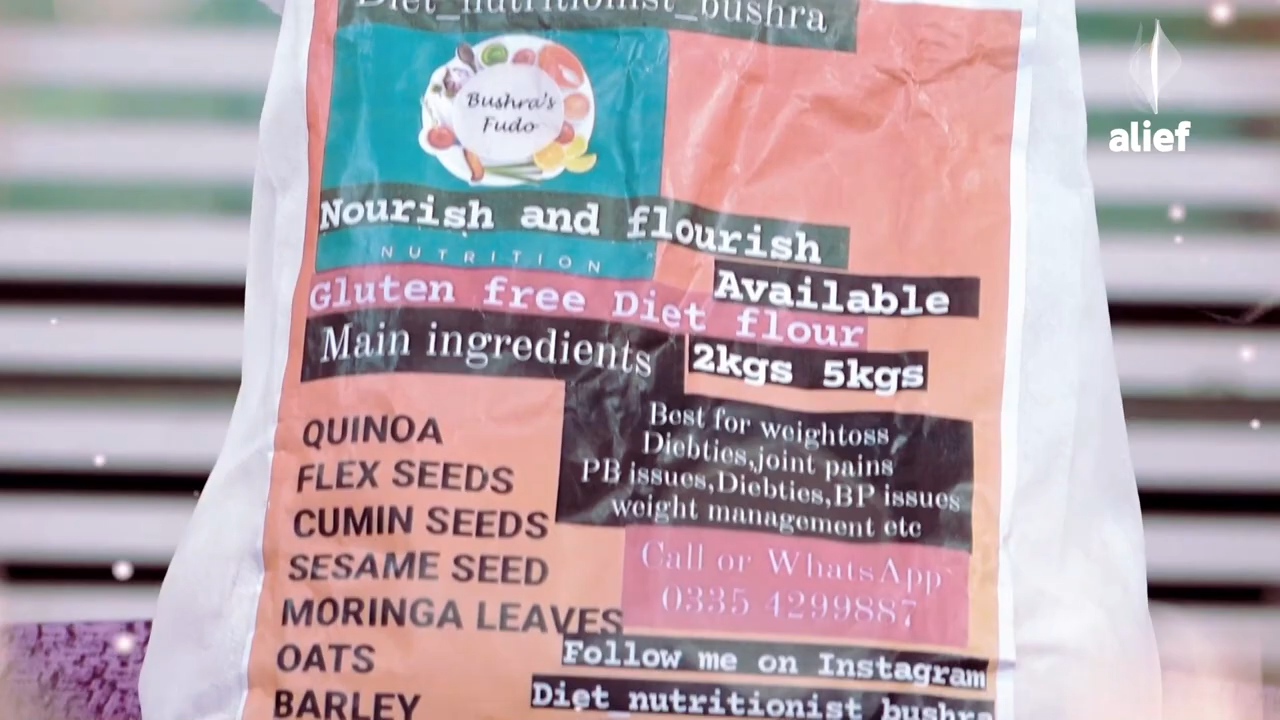 Diet_nutritionist_bushra
alief
Bushra's
Fudo
Nourish and flourish
NUTRITION
Gluten free Diet flour
Available
2kgs 5kgs
Main ingredients
QUINOA
FLEX SEEDS
CUMIN SEEDS
SESAME SEED
MORINGA LEAVES
OATS
BARLEY
Best for weightoss
Diebties,joint pains
PB issues,Diebties,BP issues
weight management etc
Call or WhatsApp
0335 4299887
Follow me on Instagram
Diet_nutritionist_bushra